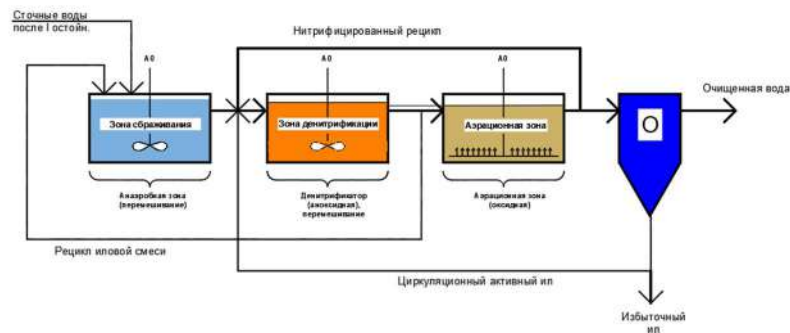 Сточные воды
после I остойн.
Нитрифицированный рецикл
АО
АО
АО
Очищенная вода
Зона сбраживания
Зона денитрификации
Аэрационная зона
О
Анаэробная зона
(перемешивание)
Денитрификатор
(аноксидная),
перемешивание
Аэрационная зона
(оксидная)
Рецикл иловой смеси
Циркуляционный активный ил
Избыточный
ил